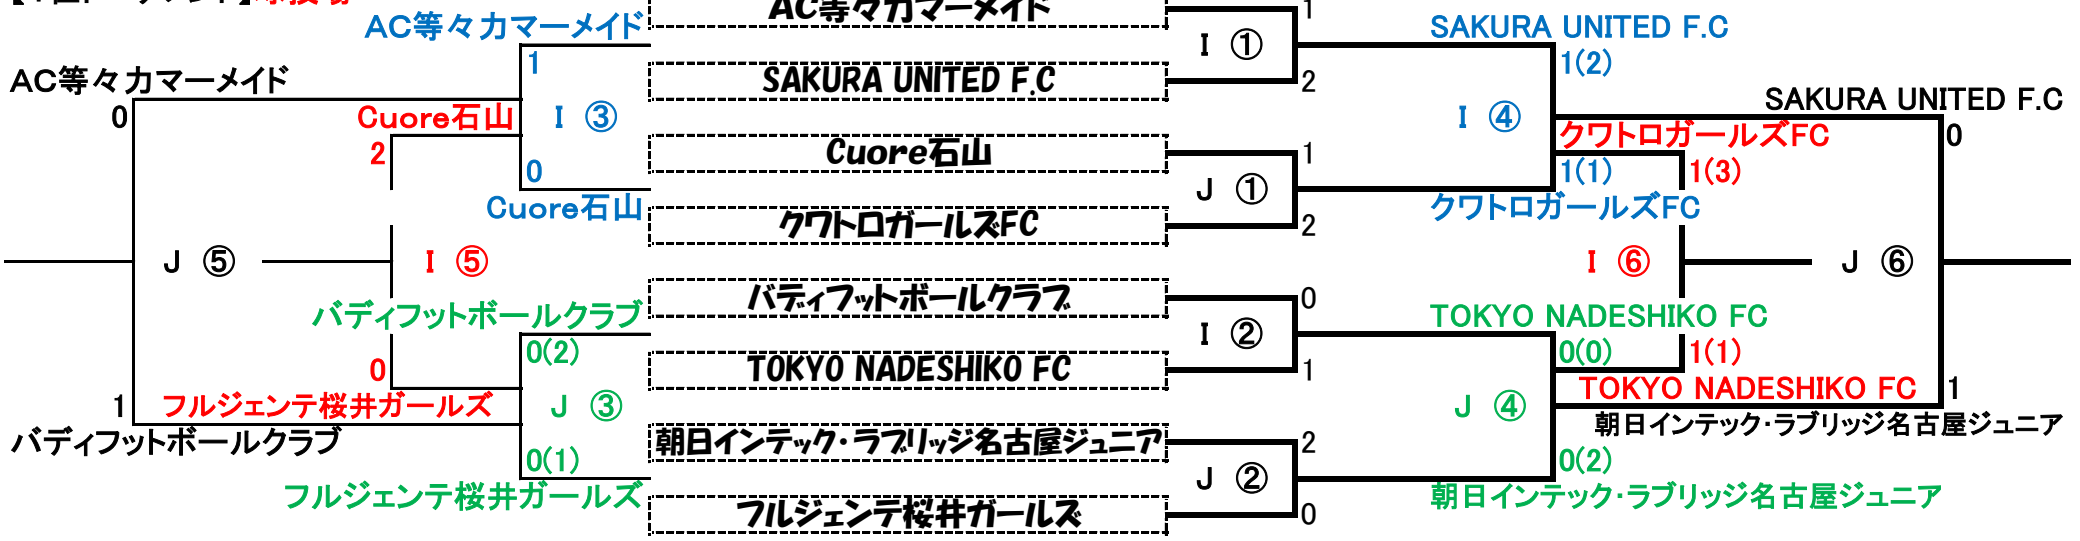 AC等々力マーメイド
1
AC等々力マーメイド
SAKURA UNITED F.C
I ①
1
1(2)
AC等々力マーメイド
SAKURA UNITED F.C
2
SAKURA UNITED F.C
0
Cuore石山
I ③
I ④
クワトロガールズFC
0
2
Cuore石山
1
0
J ①
1(1)
1(3)
Cuore石山
クワトロガールズFC
2
クワトロガールズFC
J ⑤
I ⑤
I ⑥
J ⑥
バディフットボールクラブ
バディフットボールクラブ
0
TOKYO NADESHIKO FC
I ②
0(2)
0(0)
1(1)
0
TOKYO NADESHIKO FC
1
TOKYO NADESHIKO FC
1
1
フルジェンテ桜井ガールズ
J ③
J ④
朝日インテック・ラブリッジ名古屋ジュニア
バディフットボールクラブ
朝日インテック・ラブリッジ名古屋ジュニア
2
0(1)
0(2)
J ②
フルジェンテ桜井ガールズ
朝日インテック・ラブリッジ名古屋ジュニア
フルジェンテ桜井ガールズ
0